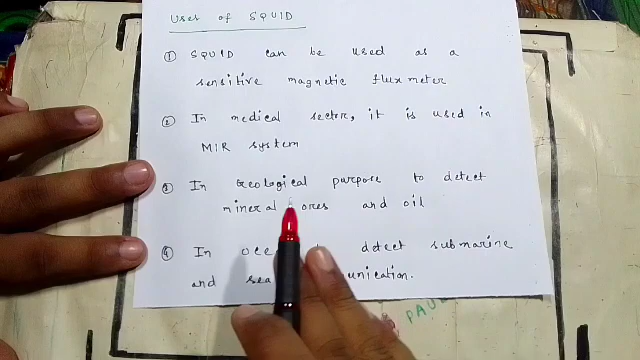 Uses of SQUID
① SQUID can be used as a
sensitive magnetic flux meter
② In medical sector, it is used in
MIR system
③ In Geological purpose to detect
mineral ores and oil
④ In detect submarine
and
PAU